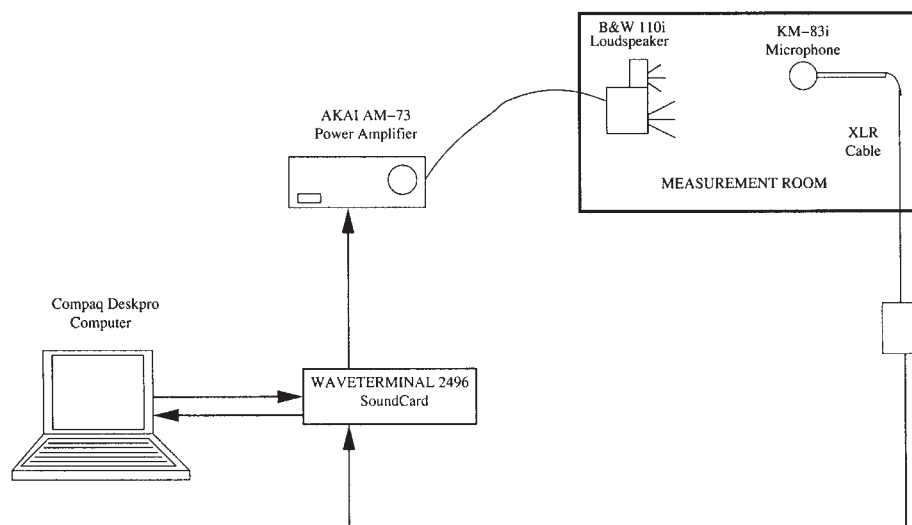 B&W 110i
Loudspeaker
KM-83i
Microphone
AKAI AM-73
Power Amplifier
XLR
Cable
MEASUREMENT ROOM
Compaq Deskpro
Computer
WAVETERMINAL 2496
SoundCard